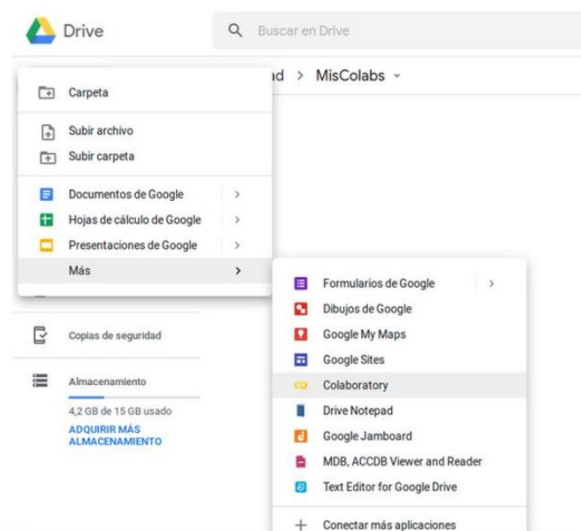 Drive
Buscar en Drive
ad > MisColabs
Carpeta
Subir archivo
Subir carpeta
Documentos de Google
Hojas de cálculo de Google
Presentaciones de Google
Más
Formularios de Google
Dibujos de Google
Google My Maps
Google Sites
Colaboratory
Drive Notepad
Google Jamboard
MDB, ACCDB Viewer and Reader
Text Editor for Google Drive
Conectar más aplicaciones
Copias de seguridad
Almacenamiento
4,2 GB de 15 GB usado
ADQUIRIR MÁS
ALMACENAMIENTO